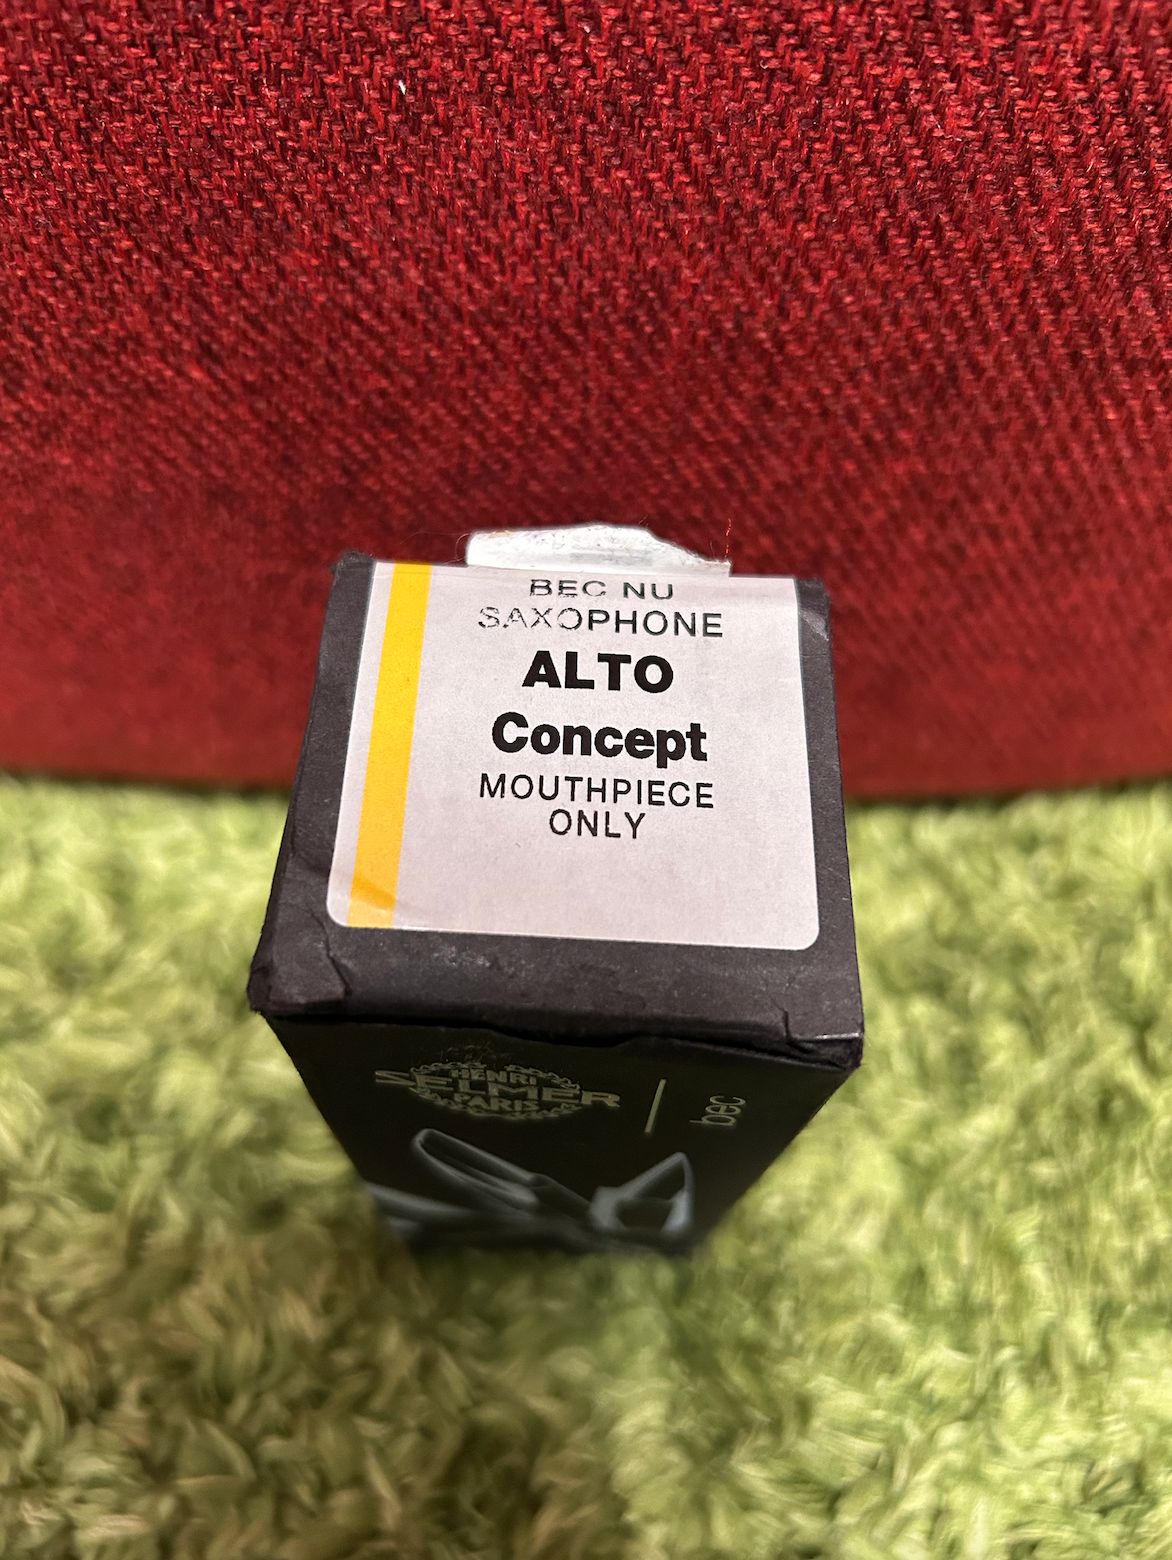 BEC NU
SAXOPHONE
ALTO
Concept
MOUTHPIECE
ONLY
HENRI
SELMER
PARIS
bec